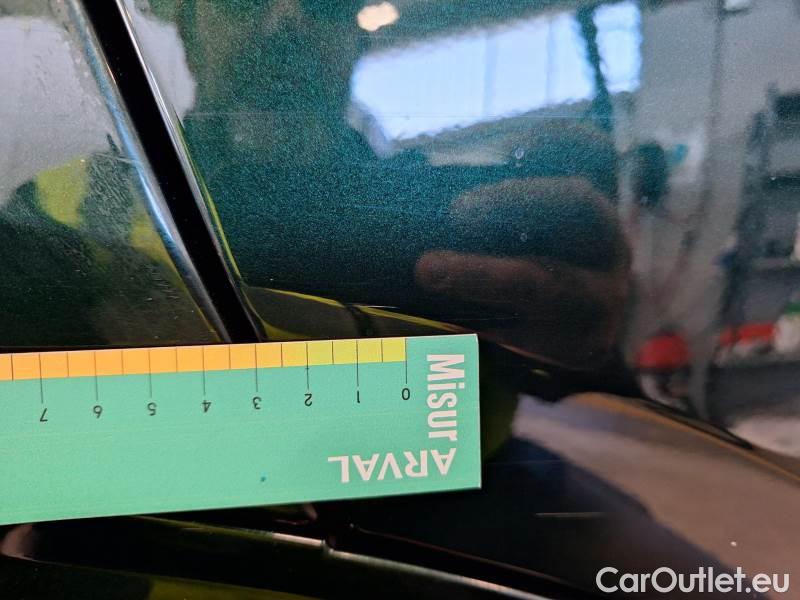 7 6 5 4 3 2 1 0
Misur
ARVAL
CarOutlet.eu